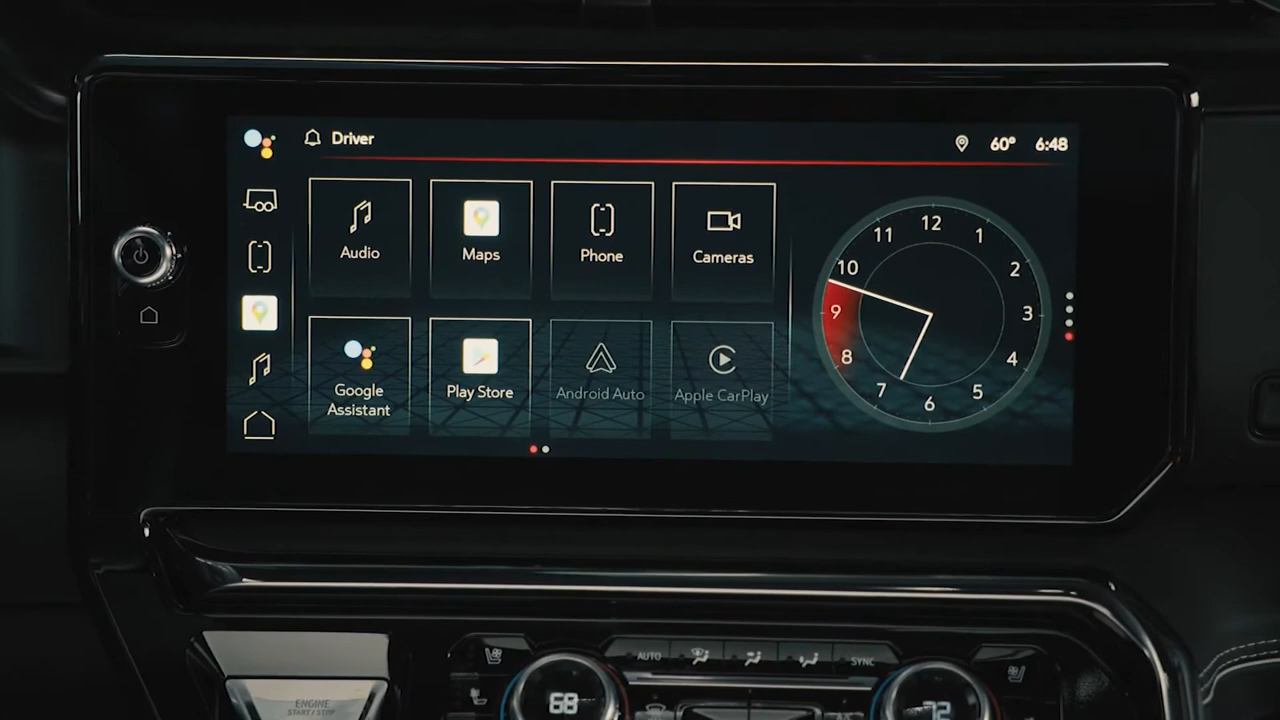 Driver
60° 6:48
Audio
Maps
Phone
Cameras
Google
Assistant
Play Store
Android Auto
Apple CarPlay
12
1
2
3
4
5
6
7
8
9
10
11
AUTO
SYNC
68
72
ENGINE
START/STOP